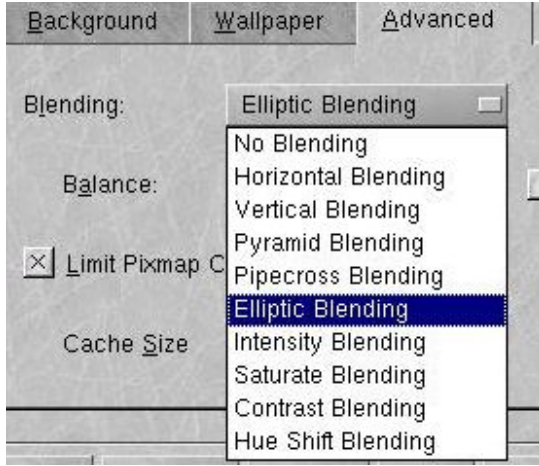 Background Wallpaper Advanced
Blending: Elliptic Blending
No Blending
Balance: Horizontal Blending
Vertical Blending
Pyramid Blending
Limit Pixmap C Pipecross Blending
Elliptic Blending
Cache Size Intensity Blending
Saturate Blending
Contrast Blending
Hue Shift Blending